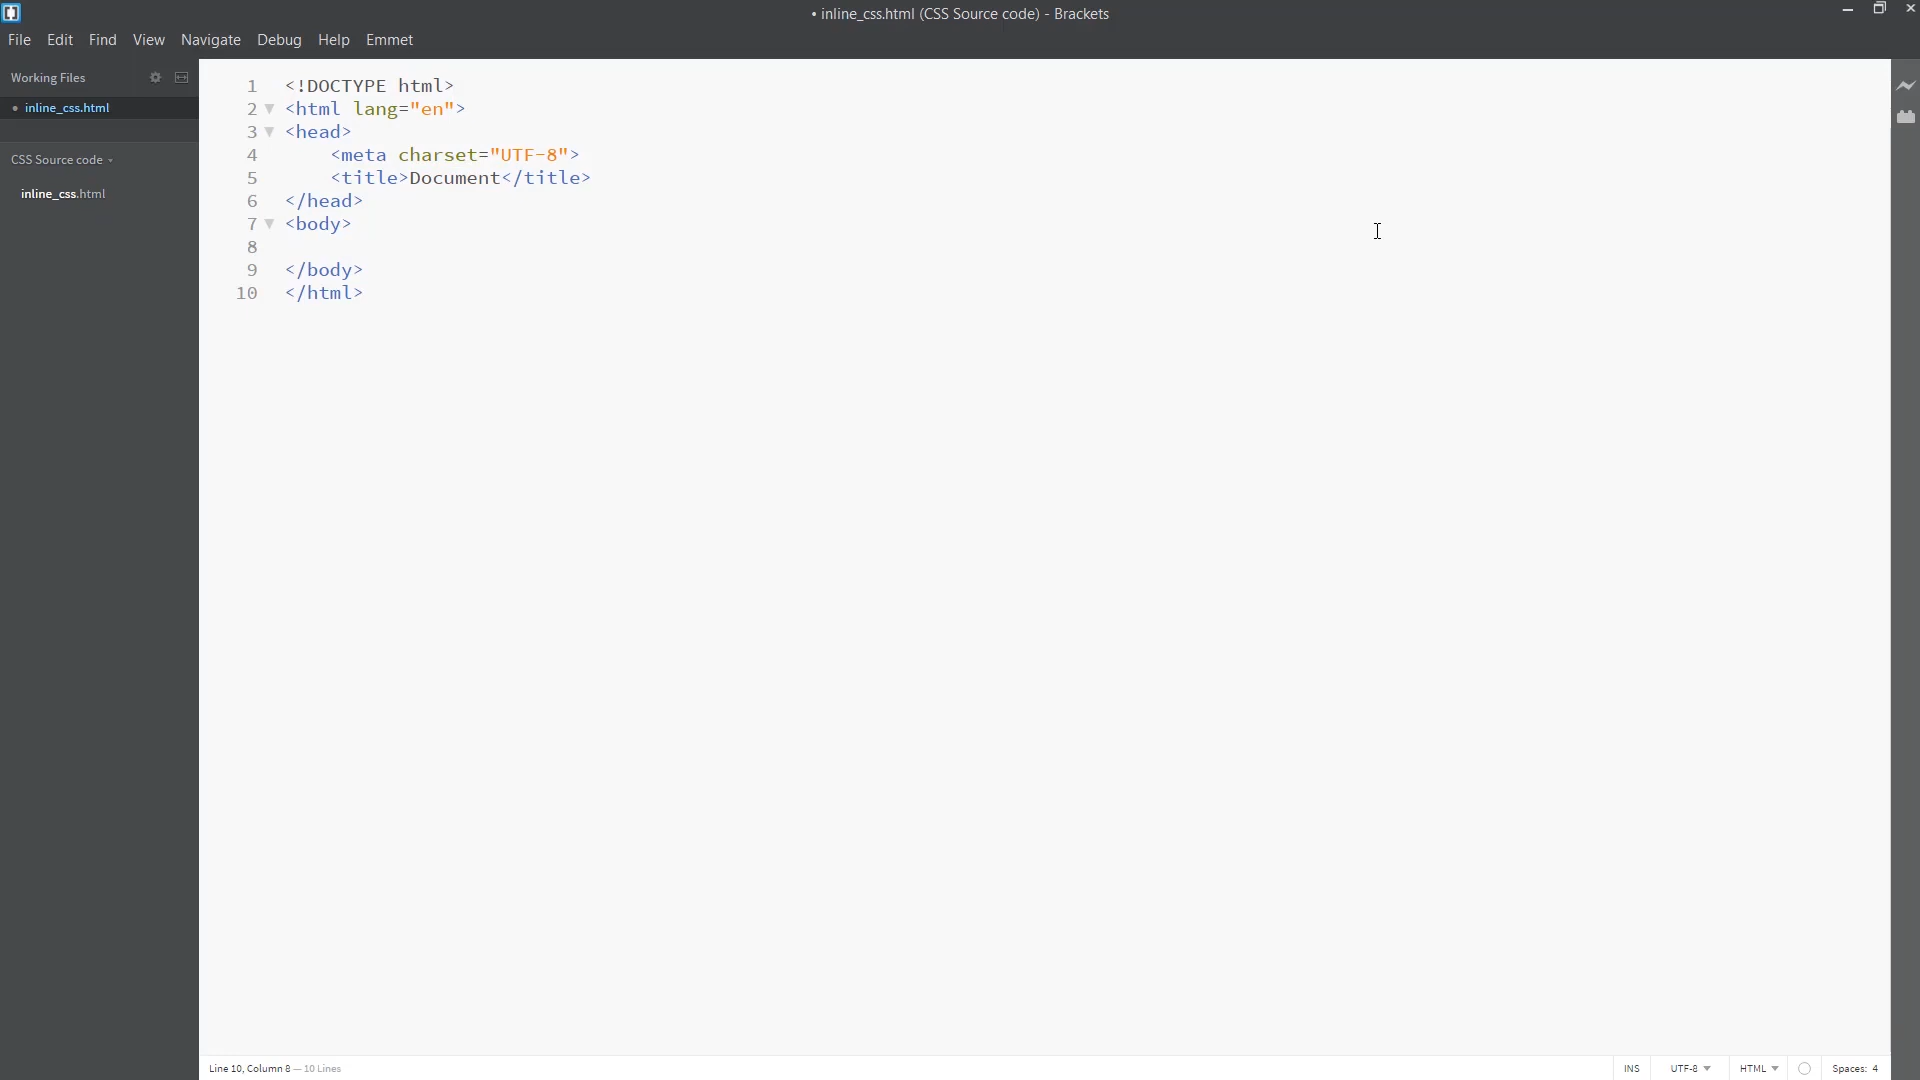 • inline_css.html (CSS Source code) - Brackets
File Edit Find View Navigate Debug Help Emmet
Working Files
• inline_css.html
CSS Source code
inline_css.html
1 <!DOCTYPE html>
2 <html lang="en">
3 <head>
4     <meta charset="UTF-8">
5     <title>Document</title>
6 </head>
7 <body>
8
9 </body>
10 </html>
Line 10, Column 8 — 10 Lines
INS UTF-8 HTML Spaces: 4